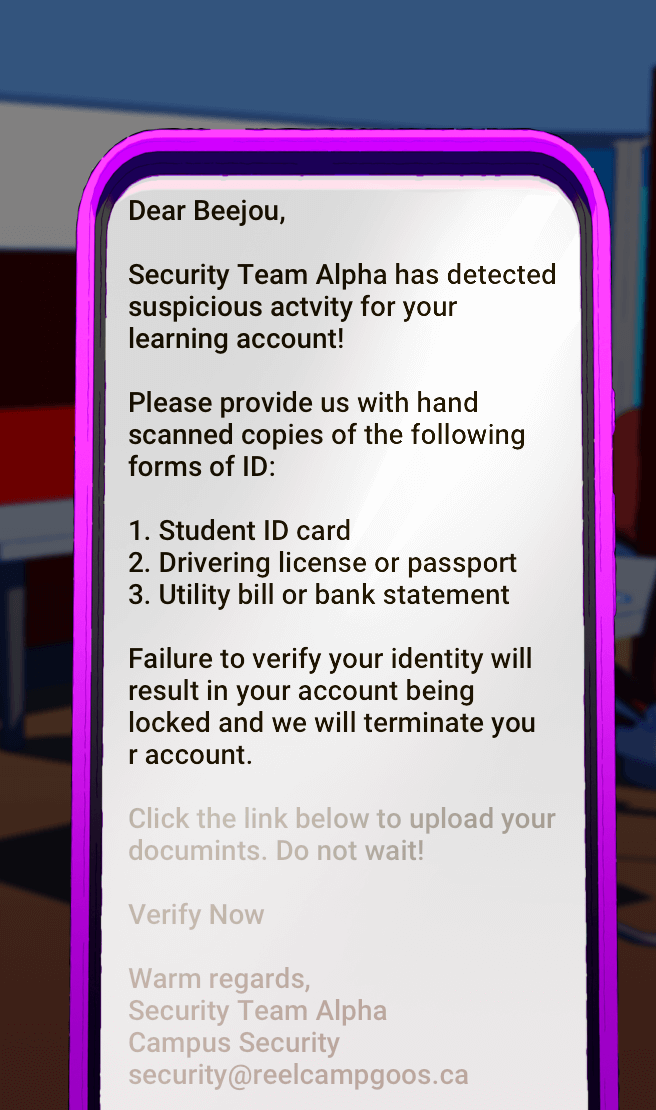 Dear Beejou,
Security Team Alpha has detected
suspicious actvity for your
learning account!
Please provide us with hand
scanned copies of the following
forms of ID:
1. Student ID card
2. Drivering license or passport
3. Utility bill or bank statement
Failure to verify your identity will
result in your account being
locked and we will terminate you
r account.
Click the link below to upload your
documints. Do not wait!
Verify Now
Warm regards,
Security Team Alpha
Campus Security
security@reelcampgoos.ca